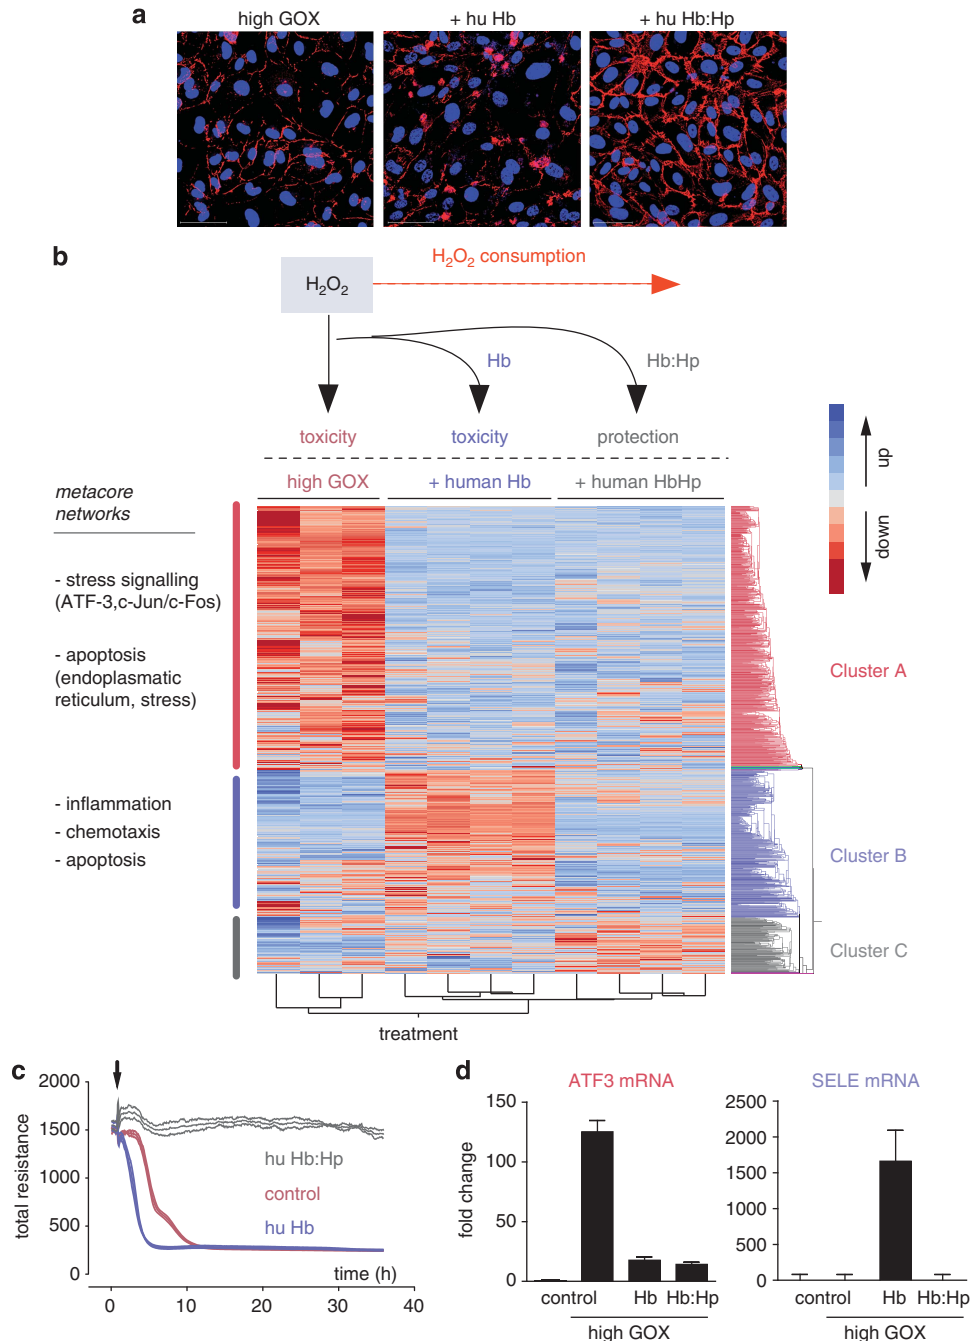 a
high GOX
+ hu Hb
+ hu Hb:Hp
b
H2O2 consumption
H2O2
Hb
Hb:Hp
toxicity
toxicity
protection
metacore
networks
high GOX
+ human Hb
+ human HbHp
up
down
- stress signalling
(ATF-3,c-Jun/c-Fos)
- apoptosis
(endoplasmatic
reticulum, stress)
- inflammation
- chemotaxis
- apoptosis
Cluster A
Cluster B
Cluster C
treatment
c
total resistance
2000
1500
1000
500
0
hu Hb:Hp
control
hu Hb
time (h)
0
10
20
30
40
d
ATF3 mRNA
fold change
150
100
50
0
control
Hb
Hb:Hp
high GOX
SELE mRNA
2500
2000
1500
1000
500
0
control
Hb
Hb:Hp
high GOX